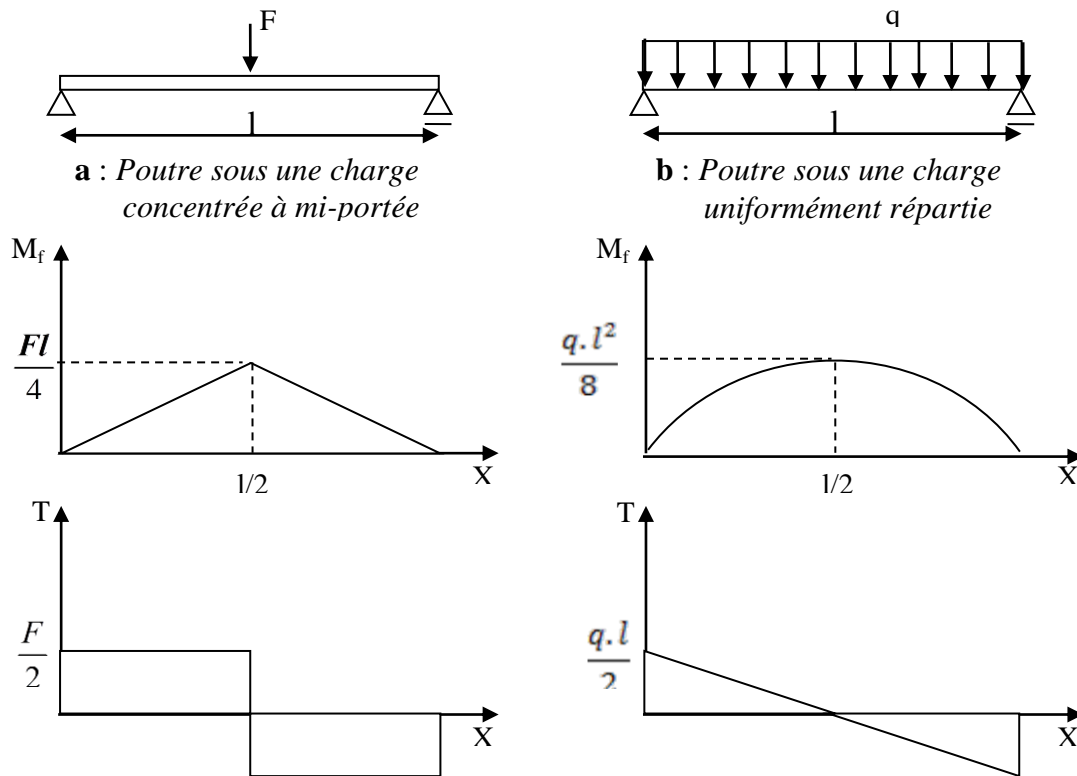 F
l
a : Poutre sous une charge
concentrée à mi-portée
M_f
Fl/4
l/2
X
T
F/2
X
q
l
b : Poutre sous une charge
uniformément répartie
M_f
q.l²/8
l/2
X
T
q.l/2
X